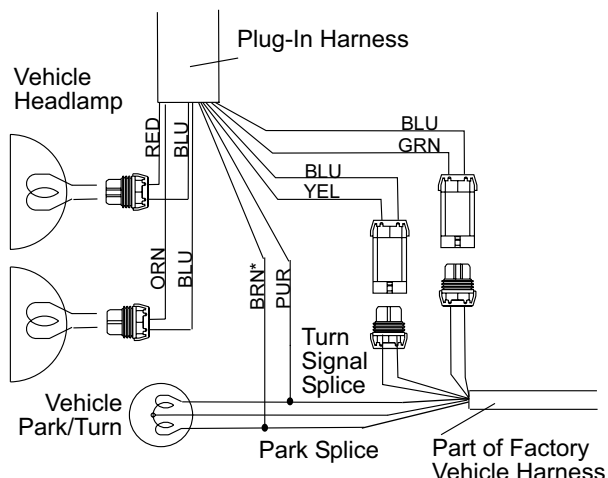 Plug-In Harness
Vehicle
Headlamp
RED
BLU
BLU
GRN
BLU
YEL
ORN
BLU
BRN*
PUR
Turn
Signal
Splice
Vehicle
Park/Turn
Park Splice
Part of Factory
Vehicle Harness